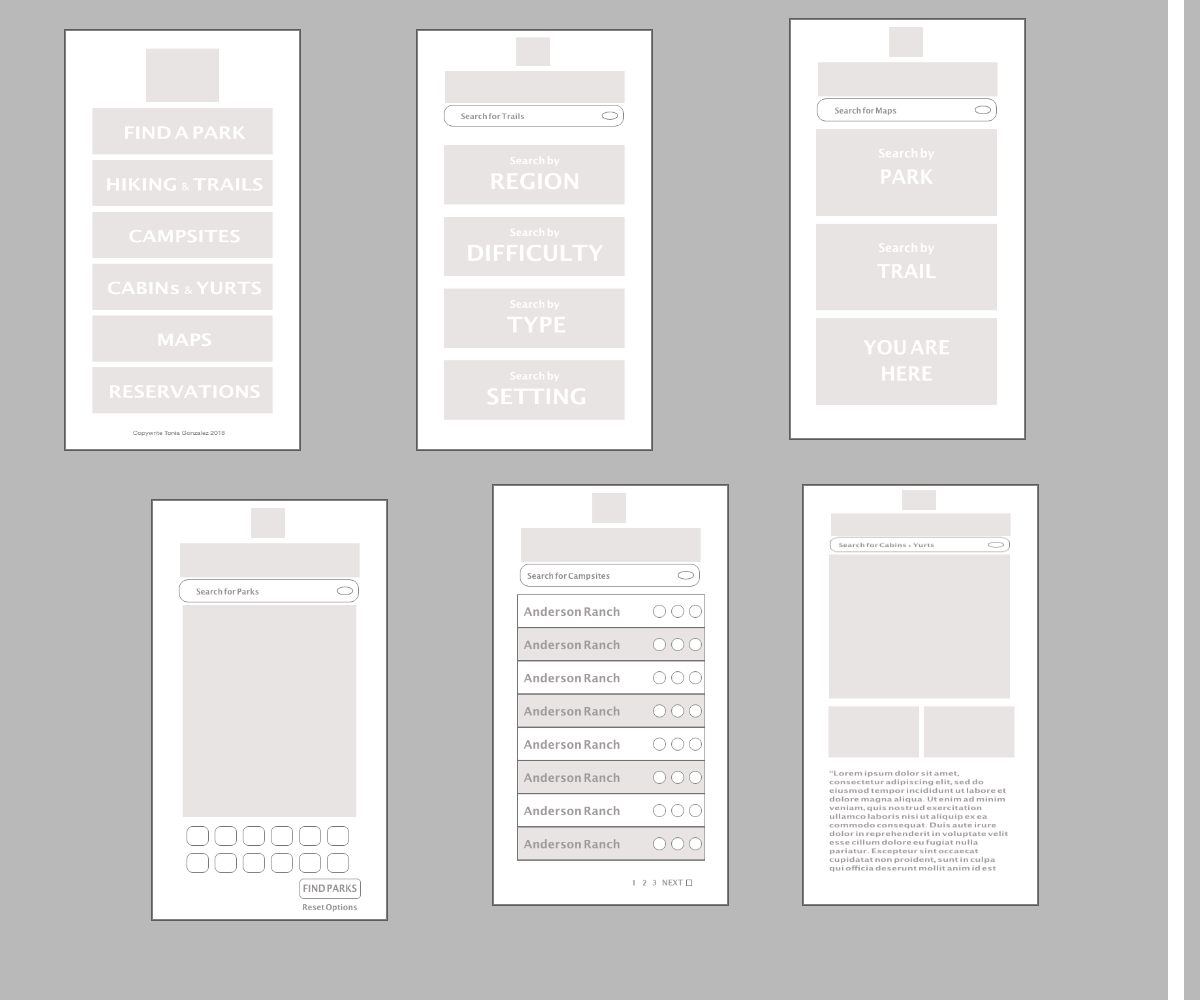 FIND A PARK
HIKING & TRAILS
CAMPSITES
CABINs & YURTS
MAPS
RESERVATIONS
Copywrite Tonia Gonzalez 2016
Search for Trails
Search by
REGION
Search by
DIFFICULTY
Search by
TYPE
Search by
SETTING
Search for Maps
Search by
PARK
Search by
TRAIL
YOU ARE
HERE
Search for Parks
FIND PARKS
Reset Options
Search for Campsites
Anderson Ranch
Anderson Ranch
Anderson Ranch
Anderson Ranch
Anderson Ranch
Anderson Ranch
Anderson Ranch
Anderson Ranch
1 2 3 NEXT
Search for Cabins & Yurts
"Lorem ipsum dolor sit amet,
consectetur adipiscing elit, sed do
eiusmod tempor incididunt ut labore et
dolore magna aliqua. Ut enim ad minim
veniam, quis nostrud exercitation
ullamco laboris nisi ut aliquip ex ea
commodo consequat. Duis aute irure
dolor in reprehenderit in voluptate velit
esse cillum dolore eu fugiat nulla
pariatur. Excepteur sint occaecat
cupidatat non proident, sunt in culpa
qui officia deserunt mollit anim id est